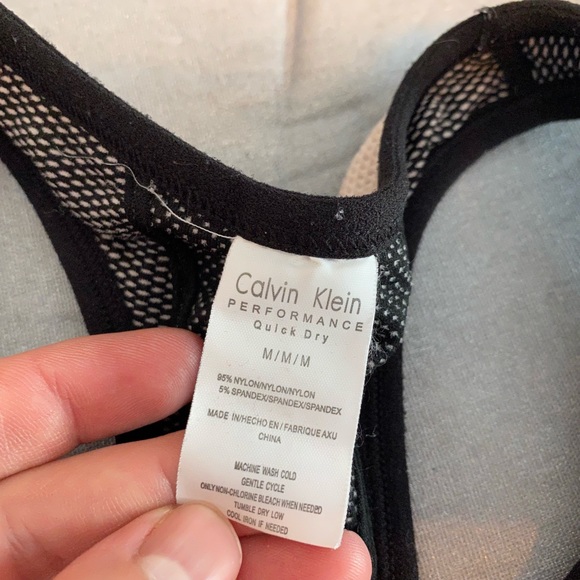 Calvin Klein
PERFORMANCE
Quick Dry
M/M/M
95% NYLON/NYLON/NYLON
5% SPANDEX/SPANDEX/SPANDEX
MADE IN/HECHO EN/FABRIQUE AXU
CHINA
MACHINE WASH COLD
GENTLE CYCLE
ONLY NON-CHLORINE BLEACH WHEN NEEDED
TUMBLE DRY LOW
COOL IRON IF NEEDED